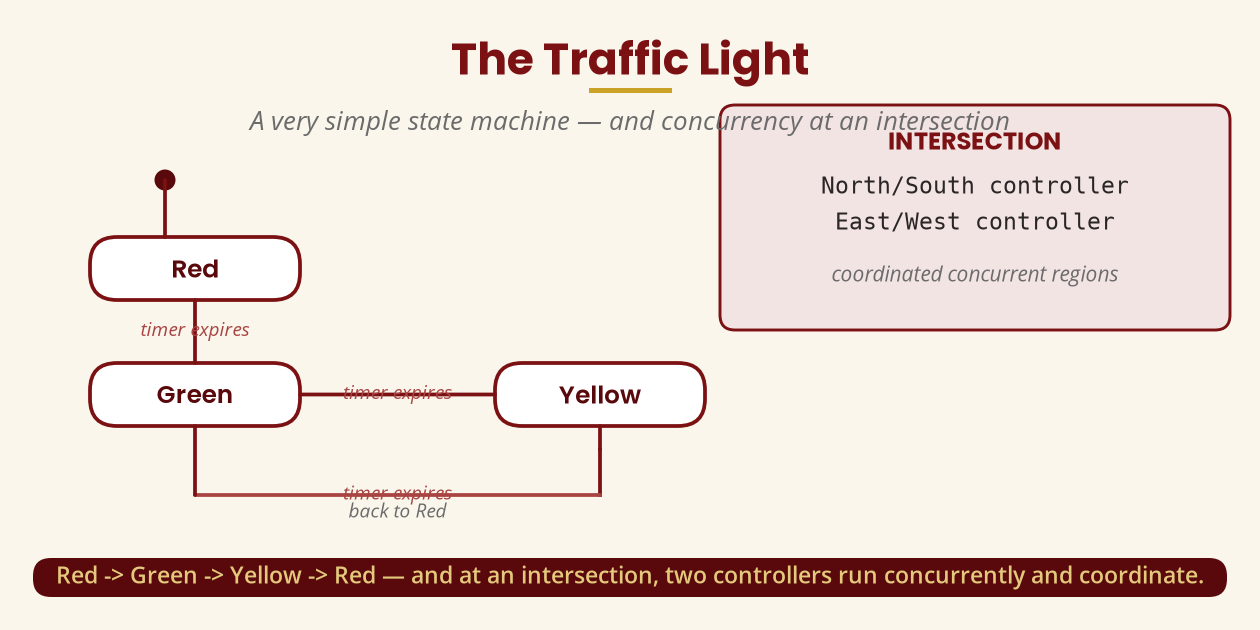 The Traffic Light
A very simple state machine — and concurrency at an intersection
INTERSECTION
North/South controller
East/West controller
coordinated concurrent regions
Red
timer expires
Green
timer expires
Yellow
timer expires
back to Red
Red -> Green -> Yellow -> Red — and at an intersection, two controllers run concurrently and coordinate.